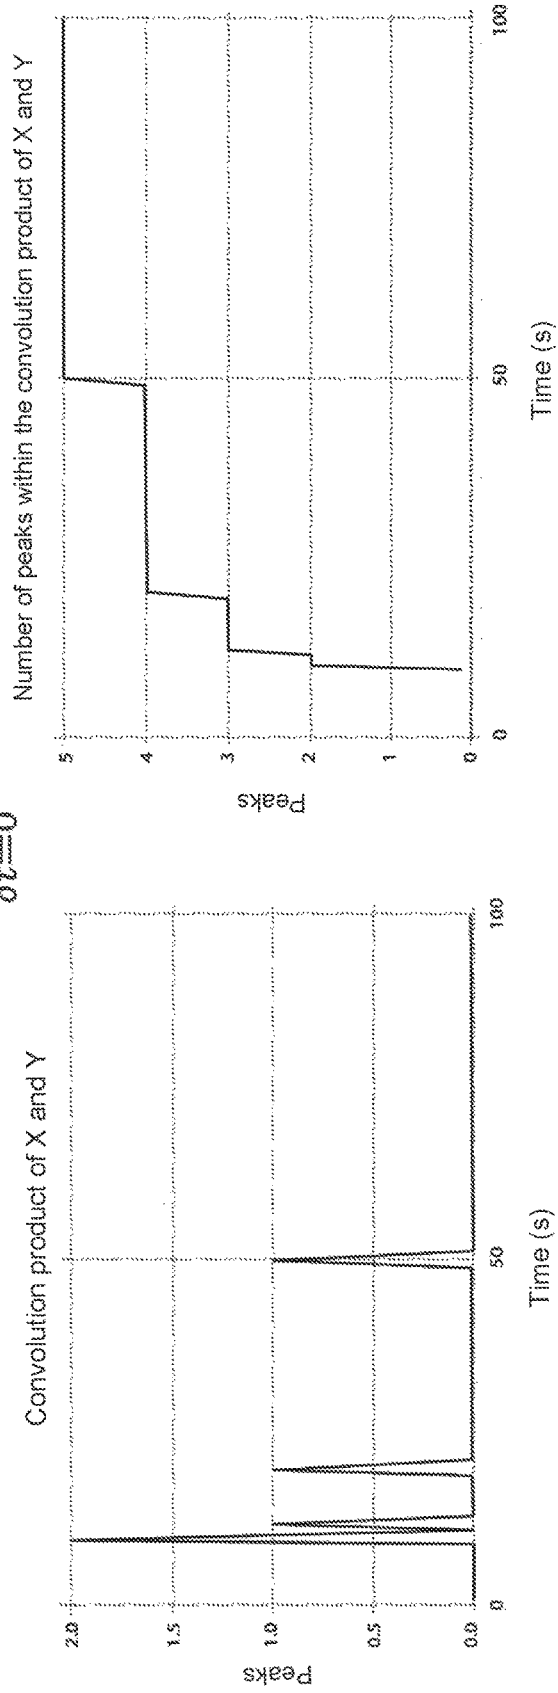 Convolution product of X and Y
Peaks
2.0
1.5
1.0
0.5
0.0
0
50
100
Time (s)
Number of peaks within the convolution product of X and Y
Peaks
5
4
3
2
1
0
0
50
100
Time (s)